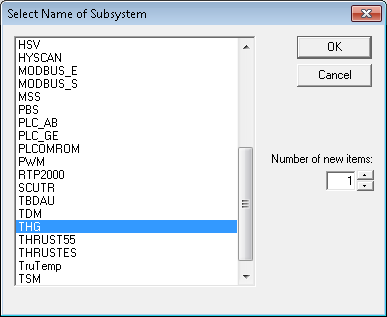 Select Name of Subsystem
HSV
HYSCAN
MODBUS_E
MODBUS_S
MSS
PBS
PLC_AB
PLC_GE
PLCOMROM
PWM
RTP2000
SCUTR
TBDAU
TDM
THG
THRUST55
THRUSTES
TruTemp
TSM
OK
Cancel
Number of new items:
1